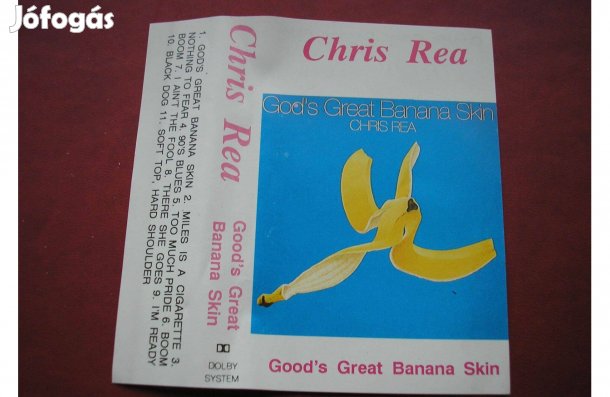 Jófogás
1. GOD'S GREAT BANANA SKIN 2. MILES IS A CIGARETTE 3.
NOTHING TO FEAR 4. 90'S BLUES 5. TOO MUCH PRIDE 6. BOOM
BOOM 7. I AIN'T THE FOOL 8. THERE SHE GOES 9. I'M READY
10. BLACK DOG 11. SOFT TOP, HARD SHOULDER
Chris Rea
Good's Great
Banana Skin
DOLBY
SYSTEM
Chris Rea
God's Great Banana Skin
CHRIS REA
Good's Great Banana Skin